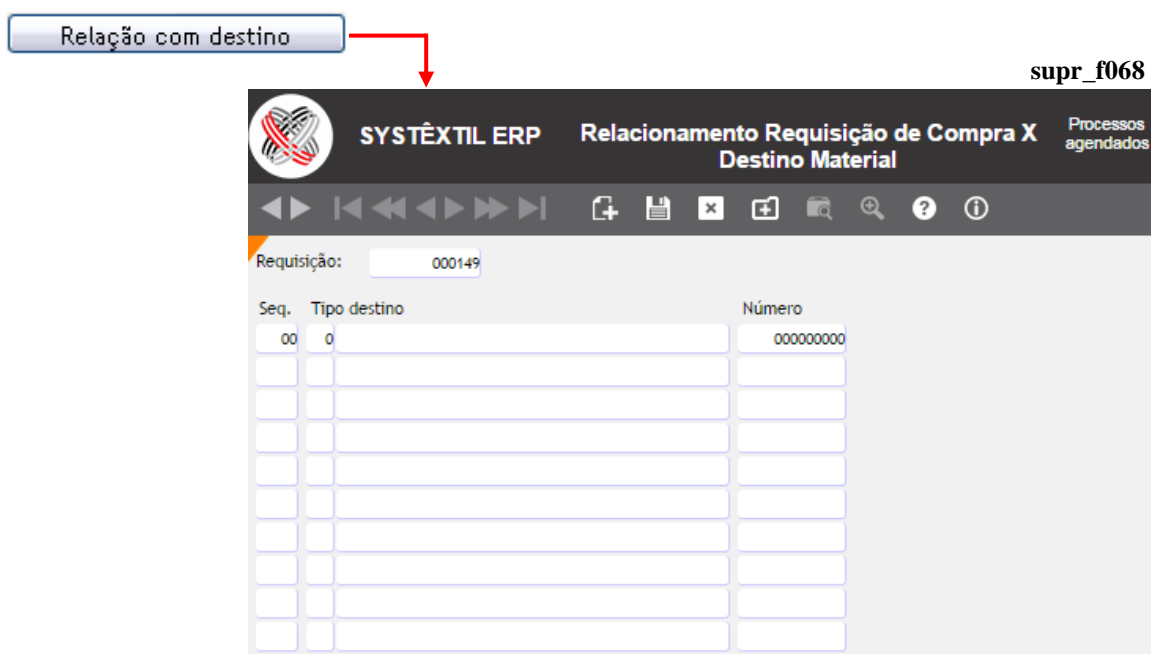 Relação com destino
supr_f068
SYSTÊXTIL ERP
Relacionamento Requisição de Compra X
Destino Material
Processos
agendados
Requisição: 000149
Seq. Tipo destino Número
00 0 000000000